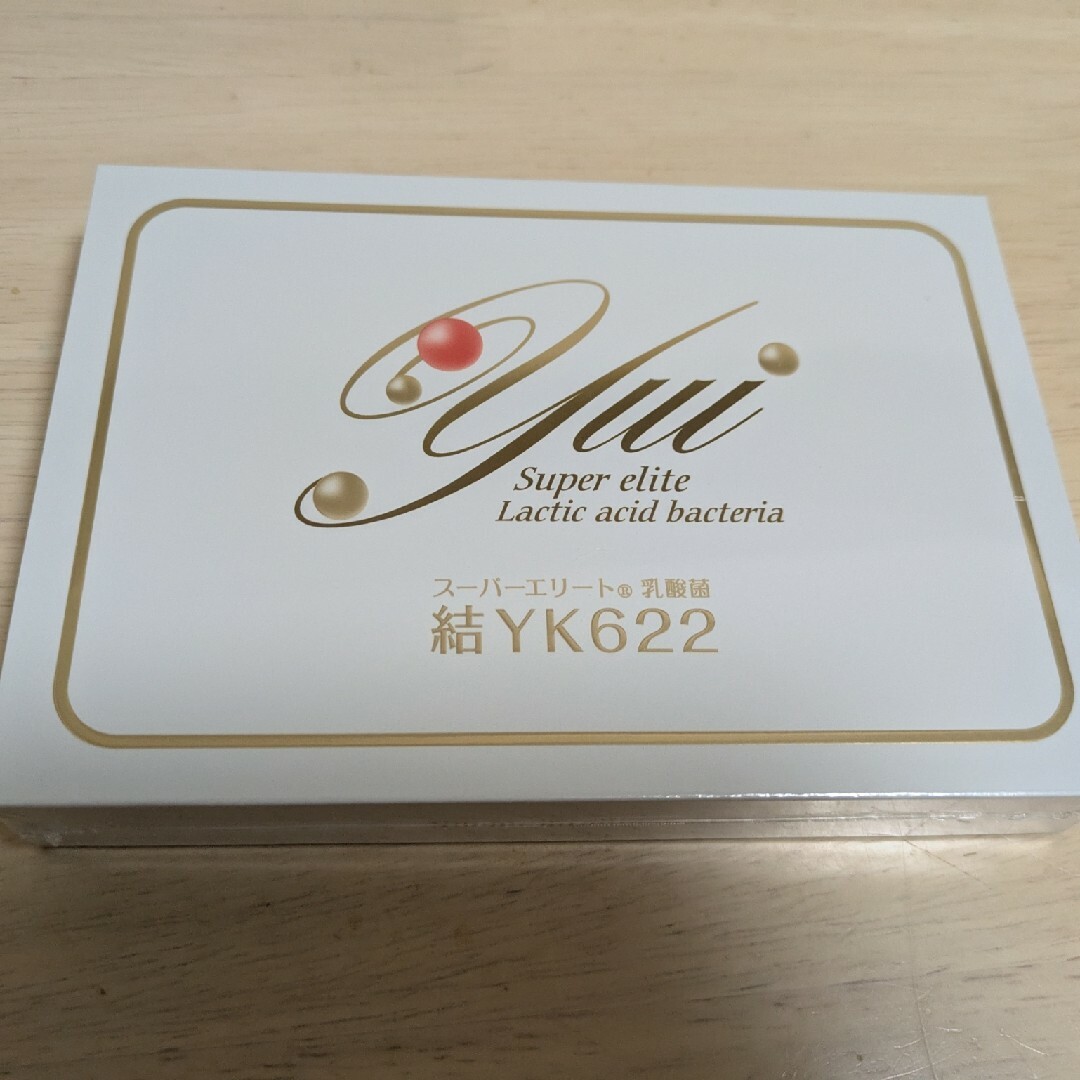 yui
Super elite
Lactic acid bacteria
スーパーエリート® 乳酸菌
結YK622